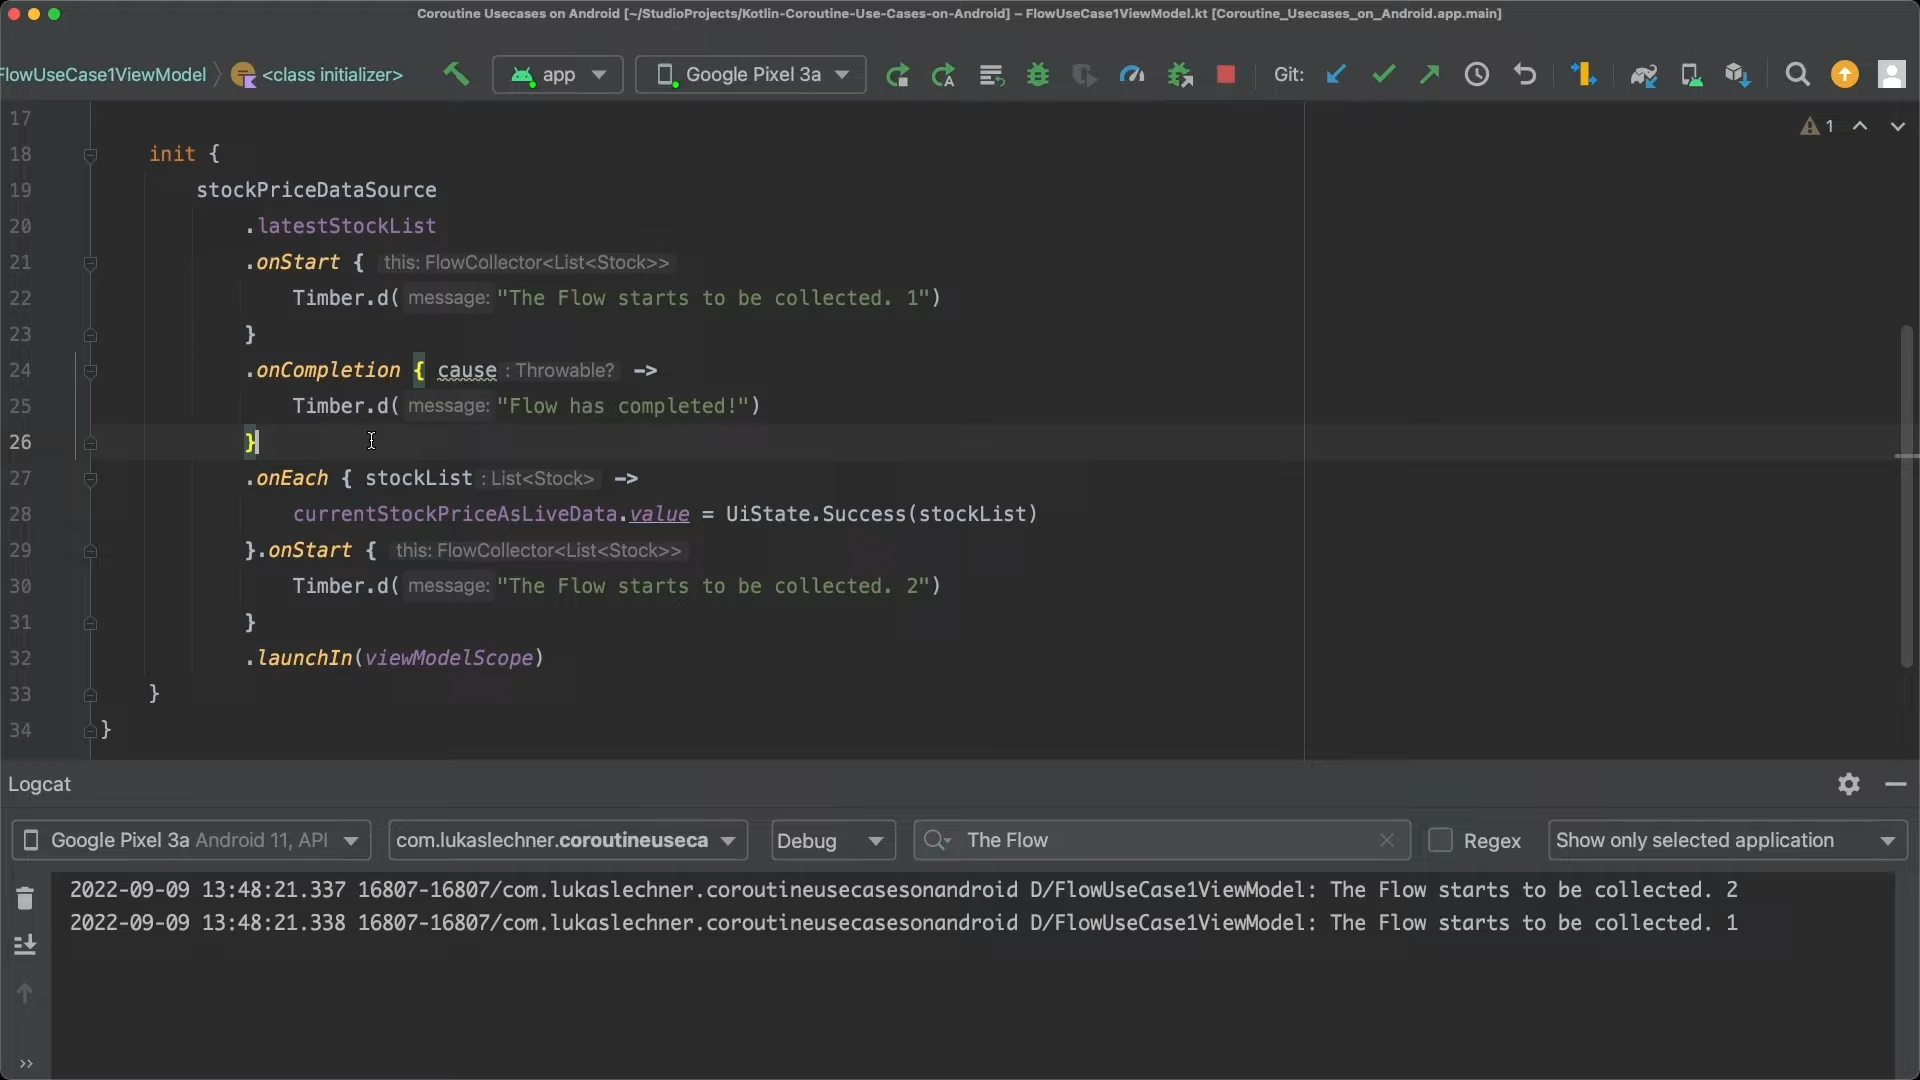 Coroutine Usecases on Android [~/StudioProjects/Kotlin-Coroutine-Use-Cases-on-Android] – FlowUseCase1ViewModel.kt [Coroutine_Usecases_on_Android.app.main]
FlowUseCase1ViewModel <class initializer> app Google Pixel 3a Git:
17
1
18 init {
19 stockPriceDataSource
20 .latestStockList
21 .onStart { this: FlowCollector<List<Stock>>
22 Timber.d( message: "The Flow starts to be collected. 1")
23 }
24 .onCompletion { cause : Throwable? ->
25 Timber.d( message: "Flow has completed!")
26 }
27 .onEach { stockList : List<Stock> ->
28 currentStockPriceAsLiveData.value = UiState.Success(stockList)
29 }.onStart { this: FlowCollector<List<Stock>>
30 Timber.d( message: "The Flow starts to be collected. 2")
31 }
32 .launchIn(viewModelScope)
33 }
34 }
Logcat
Google Pixel 3a Android 11, API com.lukaslechner.coroutineuseca Debug The Flow Regex Show only selected application
2022-09-09 13:48:21.337 16807-16807/com.lukaslechner.coroutineusecasesonandroid D/FlowUseCase1ViewModel: The Flow starts to be collected. 2
2022-09-09 13:48:21.338 16807-16807/com.lukaslechner.coroutineusecasesonandroid D/FlowUseCase1ViewModel: The Flow starts to be collected. 1